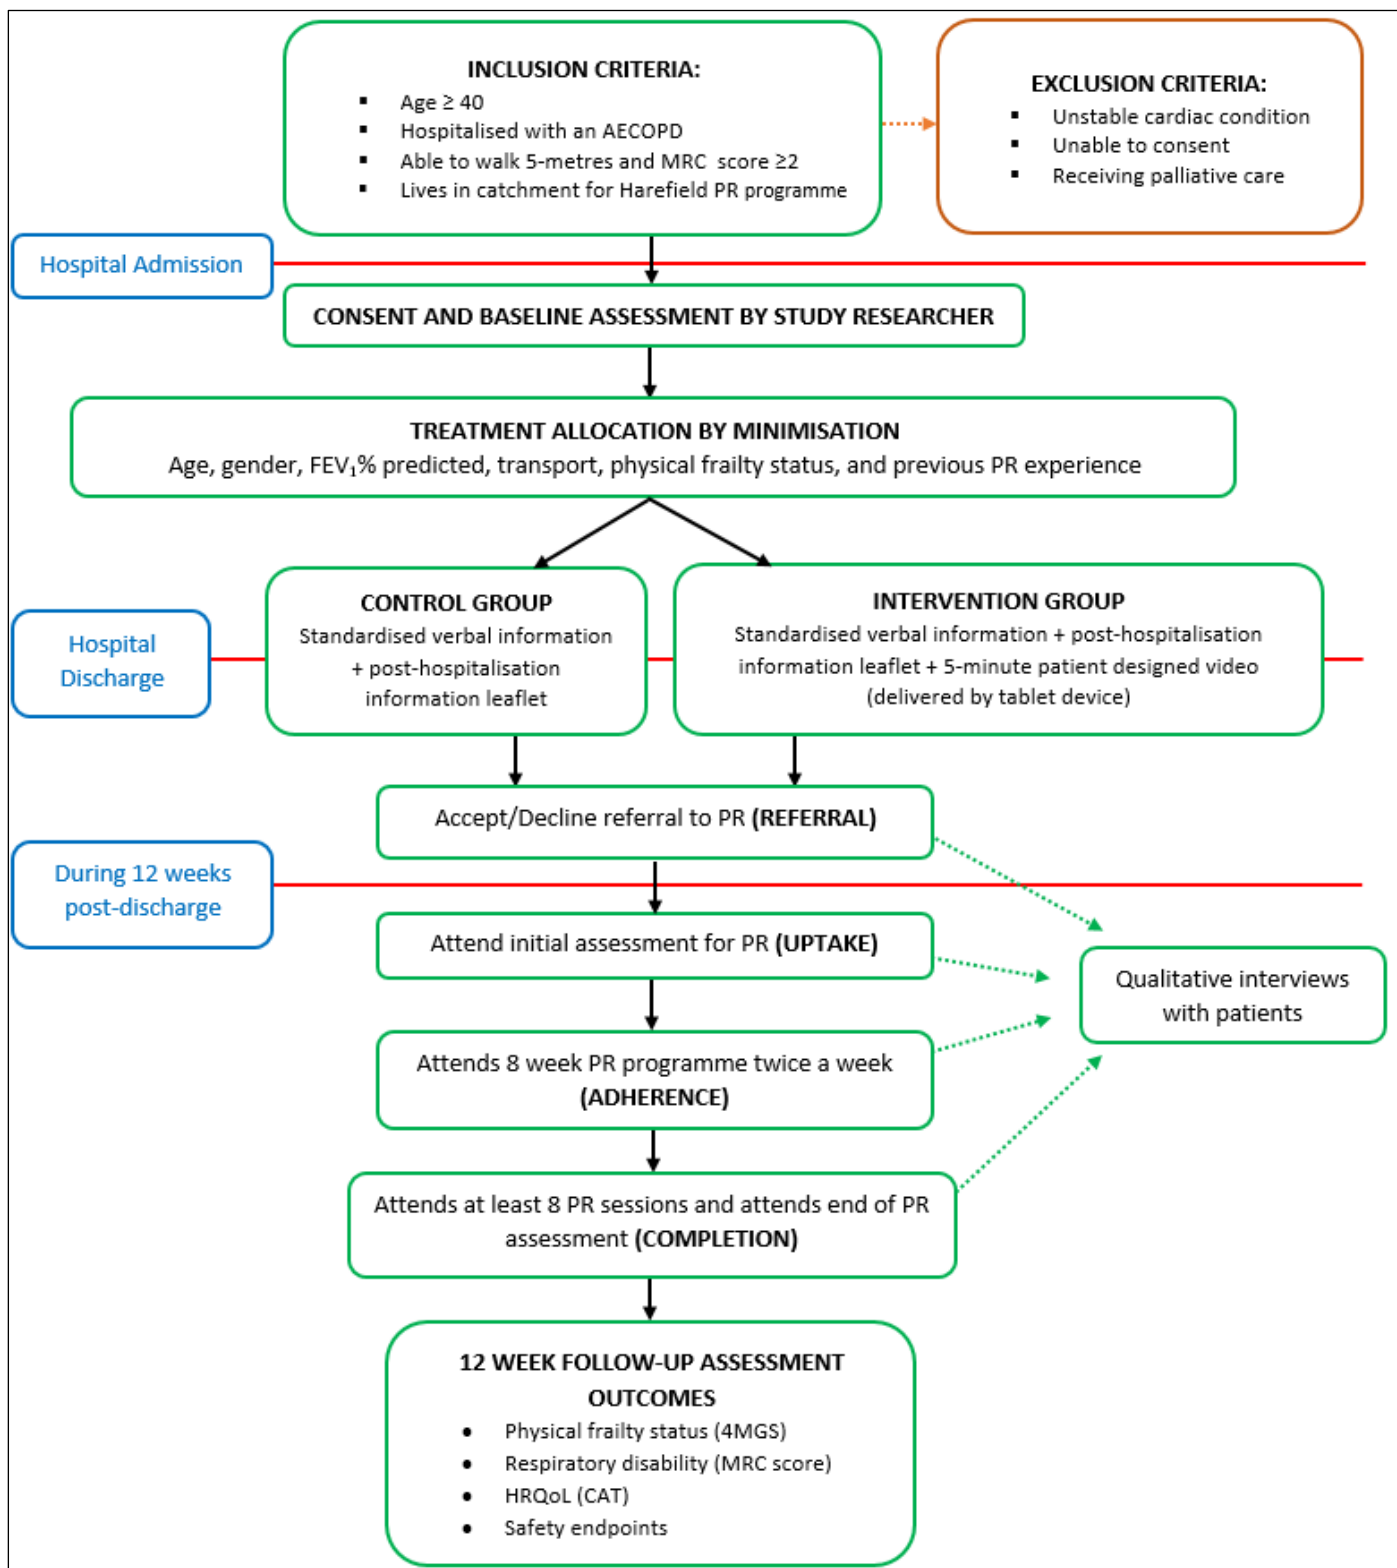 INCLUSION CRITERIA:
▪ Age ≥ 40
▪ Hospitalised with an AECOPD
▪ Able to walk 5-metres and MRC score ≥2
▪ Lives in catchment for Harefield PR programme
EXCLUSION CRITERIA:
▪ Unstable cardiac condition
▪ Unable to consent
▪ Receiving palliative care
Hospital Admission
CONSENT AND BASELINE ASSESSMENT BY STUDY RESEARCHER
TREATMENT ALLOCATION BY MINIMISATION
Age, gender, FEV₁% predicted, transport, physical frailty status, and previous PR experience
CONTROL GROUP
Standardised verbal information
+ post-hospitalisation
information leaflet
INTERVENTION GROUP
Standardised verbal information + post-hospitalisation
information leaflet + 5-minute patient designed video
(delivered by tablet device)
Hospital
Discharge
Accept/Decline referral to PR (REFERRAL)
During 12 weeks
post-discharge
Attend initial assessment for PR (UPTAKE)
Qualitative interviews
with patients
Attends 8 week PR programme twice a week
(ADHERENCE)
Attends at least 8 PR sessions and attends end of PR
assessment (COMPLETION)
12 WEEK FOLLOW-UP ASSESSMENT
OUTCOMES
• Physical frailty status (4MGS)
• Respiratory disability (MRC score)
• HRQoL (CAT)
• Safety endpoints